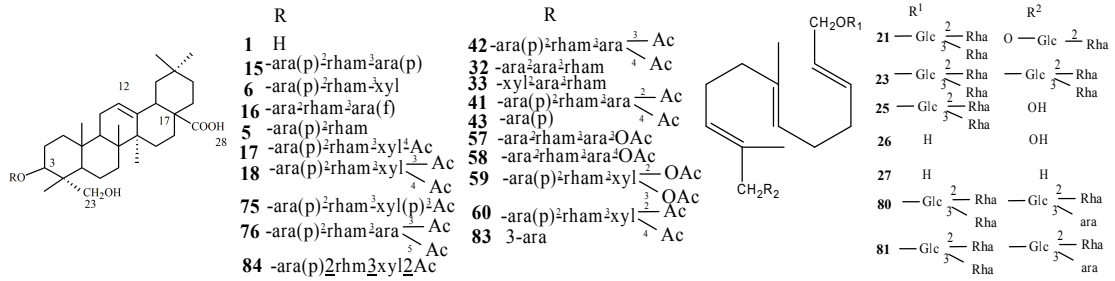 R
1 H
15 -ara(p)2rham3ara(p)
6 -ara(p)2rham-3xyl
16 -ara2rham3ara(f)
5 -ara(p)2rham
17 -ara(p)2rham3xyl4Ac
18 -ara(p)2rham3xyl 3 Ac
4 Ac
75 -ara(p)2rham3xyl(p)3Ac
76 -ara(p)2rham3ara 3 Ac
5 Ac
84 -ara(p)2rhm3xyl2Ac
12
17
COOH
28
3
RO
CH₂OH
23
R
42 -ara(p)2rham3ara 3 Ac
4 Ac
32 -ara2ara3rham
33 -xyl2ara3rham
41 -ara(p)2rham3ara 2 Ac
4 Ac
43 -ara(p)
57 -ara2rham3ara3OAc
58 -ara2rham3ara4OAc
59 -ara(p)2rham3xyl 2 OAc
3 OAc
60 -ara(p)2rham3xyl 2 Ac
4 Ac
83 3-ara
CH₂OR₁
CH₂R₂
R¹ R²
21 Glc 2 Rha O Glc 2 Rha
3 Rha
23 Glc 2 Rha Glc 2 Rha
3 Rha 3 Rha
25 Glc 2 Rha OH
3 Rha
26 H OH
27 H H
80 Glc 2 Rha Glc 2 Rha
3 Rha 3 ara
81 Glc 2 Rha Glc 2 Rha
3 Rha 3 ara